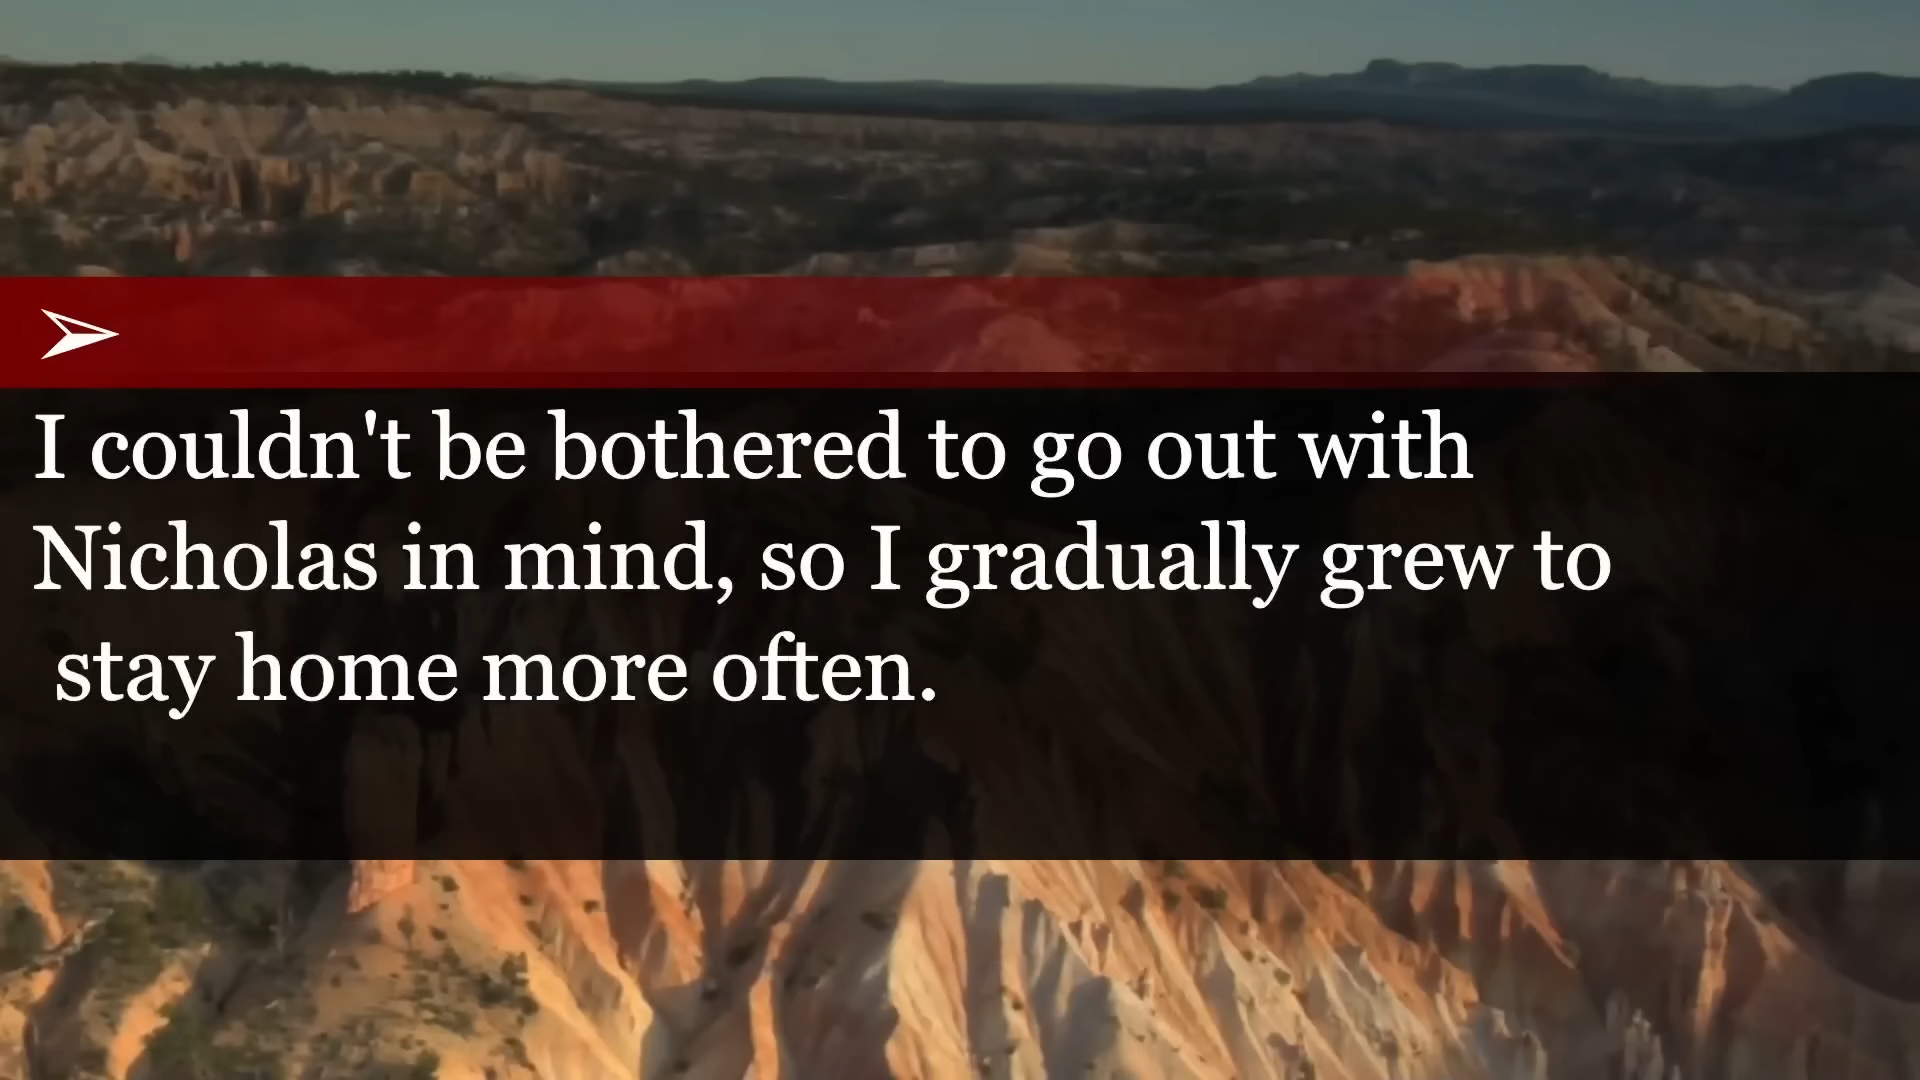 I couldn't be bothered to go out with
Nicholas in mind, so I gradually grew to
stay home more often.